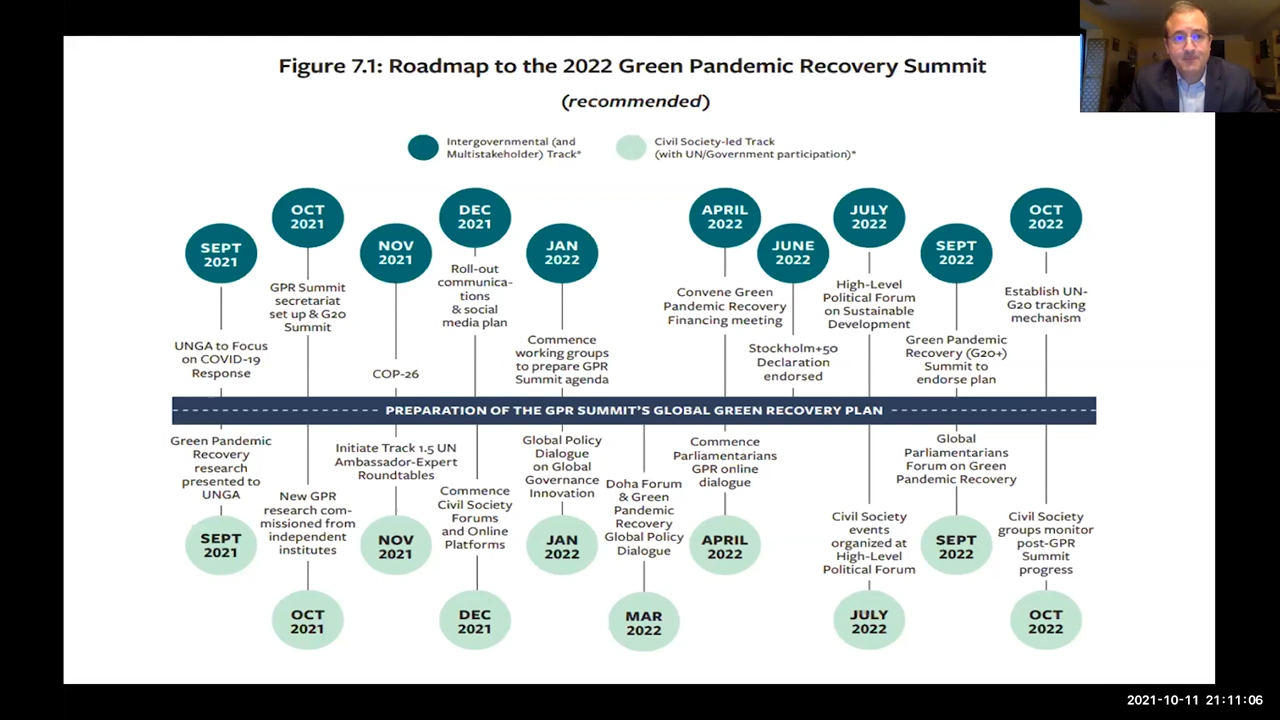 Figure 7.1: Roadmap to the 2022 Green Pandemic Recovery Summit
(recommended)
Intergovernmental (and
Multistakeholder) Track*
Civil Society-led Track
(with UN/Government participation)*
SEPT
2021
UNGA to Focus
on COVID-19
Response
OCT
2021
GPR Summit
secretariat
set up & G20
Summit
NOV
2021
COP-26
DEC
2021
Roll-out
communica-
tions
& social
media plan
JAN
2022
Commence
working groups
to prepare GPR
Summit agenda
APRIL
2022
Convene Green
Pandemic Recovery
Financing meeting
JUNE
2022
Stockholm+50
Declaration
endorsed
JULY
2022
High-Level
Political Forum
on Sustainable
Development
SEPT
2022
Green Pandemic
Recovery (G20+)
Summit to
endorse plan
OCT
2022
Establish UN-
G20 tracking
mechanism
PREPARATION OF THE GPR SUMMIT'S GLOBAL GREEN RECOVERY PLAN
Green Pandemic
Recovery
research
presented to
UNGA
SEPT
2021
New GPR
research com-
missioned from
independent
institutes
OCT
2021
Initiate Track 1.5 UN
Ambassador-Expert
Roundtables
NOV
2021
Commence
Civil Society
Forums
and Online
Platforms
DEC
2021
Global Policy
Dialogue
on Global
Governance
Innovation
JAN
2022
Doha Forum
& Green
Pandemic
Recovery
Global Policy
Dialogue
MAR
2022
Commence
Parliamentarians
GPR online
dialogue
APRIL
2022
Civil Society
events
organized at
High-Level
Political Forum
JULY
2022
Global
Parliamentarians
Forum on Green
Pandemic Recovery
SEPT
2022
Civil Society
groups monitor
post-GPR
Summit
progress
OCT
2022
2021-10-11 21:11:06